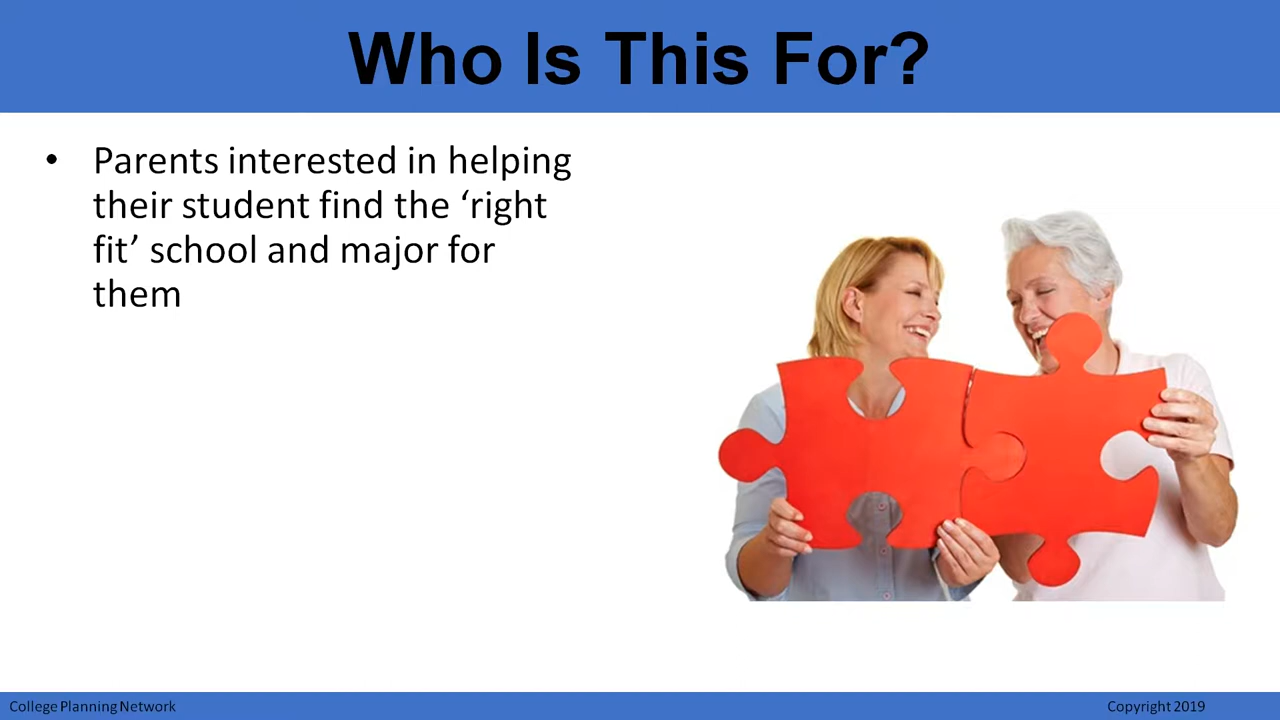 Who Is This For?
• Parents interested in helping
their student find the ‘right
fit’ school and major for
them
College Planning Network
Copyright 2019